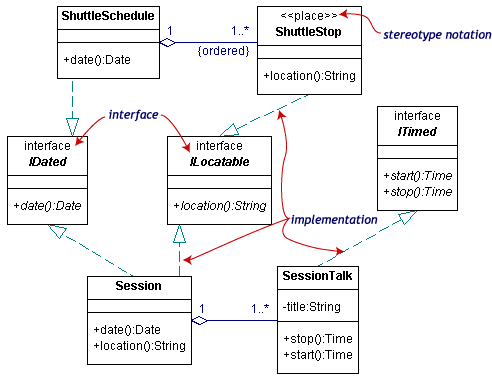 ShuttleSchedule
+date():Date
1
1..*
{ordered}
<<place>>
ShuttleStop
+location():String
stereotype notation
interface
interface
IDated
+date():Date
interface
ILocatable
+location():String
interface
ITimed
+start():Time
+stop():Time
implementation
Session
+date():Date
+location():String
1
1..*
SessionTalk
-title:String
+stop():Time
+start():Time